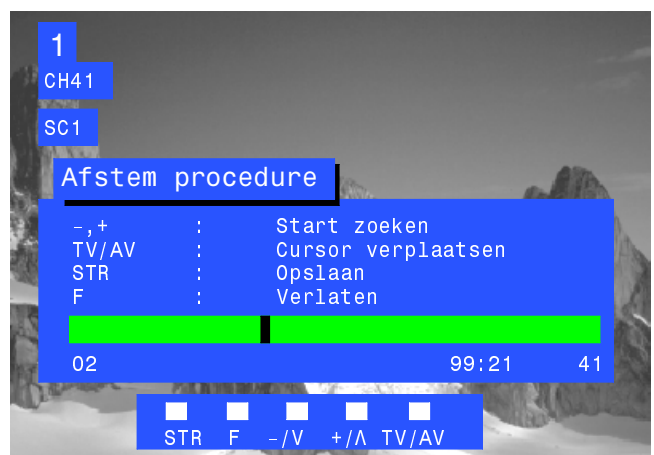 1
CH41
SC1
Afstem procedure
-,+ : Start zoeken
TV/AV : Cursor verplaatsen
STR : Opslaan
F : Verlaten
02 99:21 41
STR F -/V +/Λ TV/AV